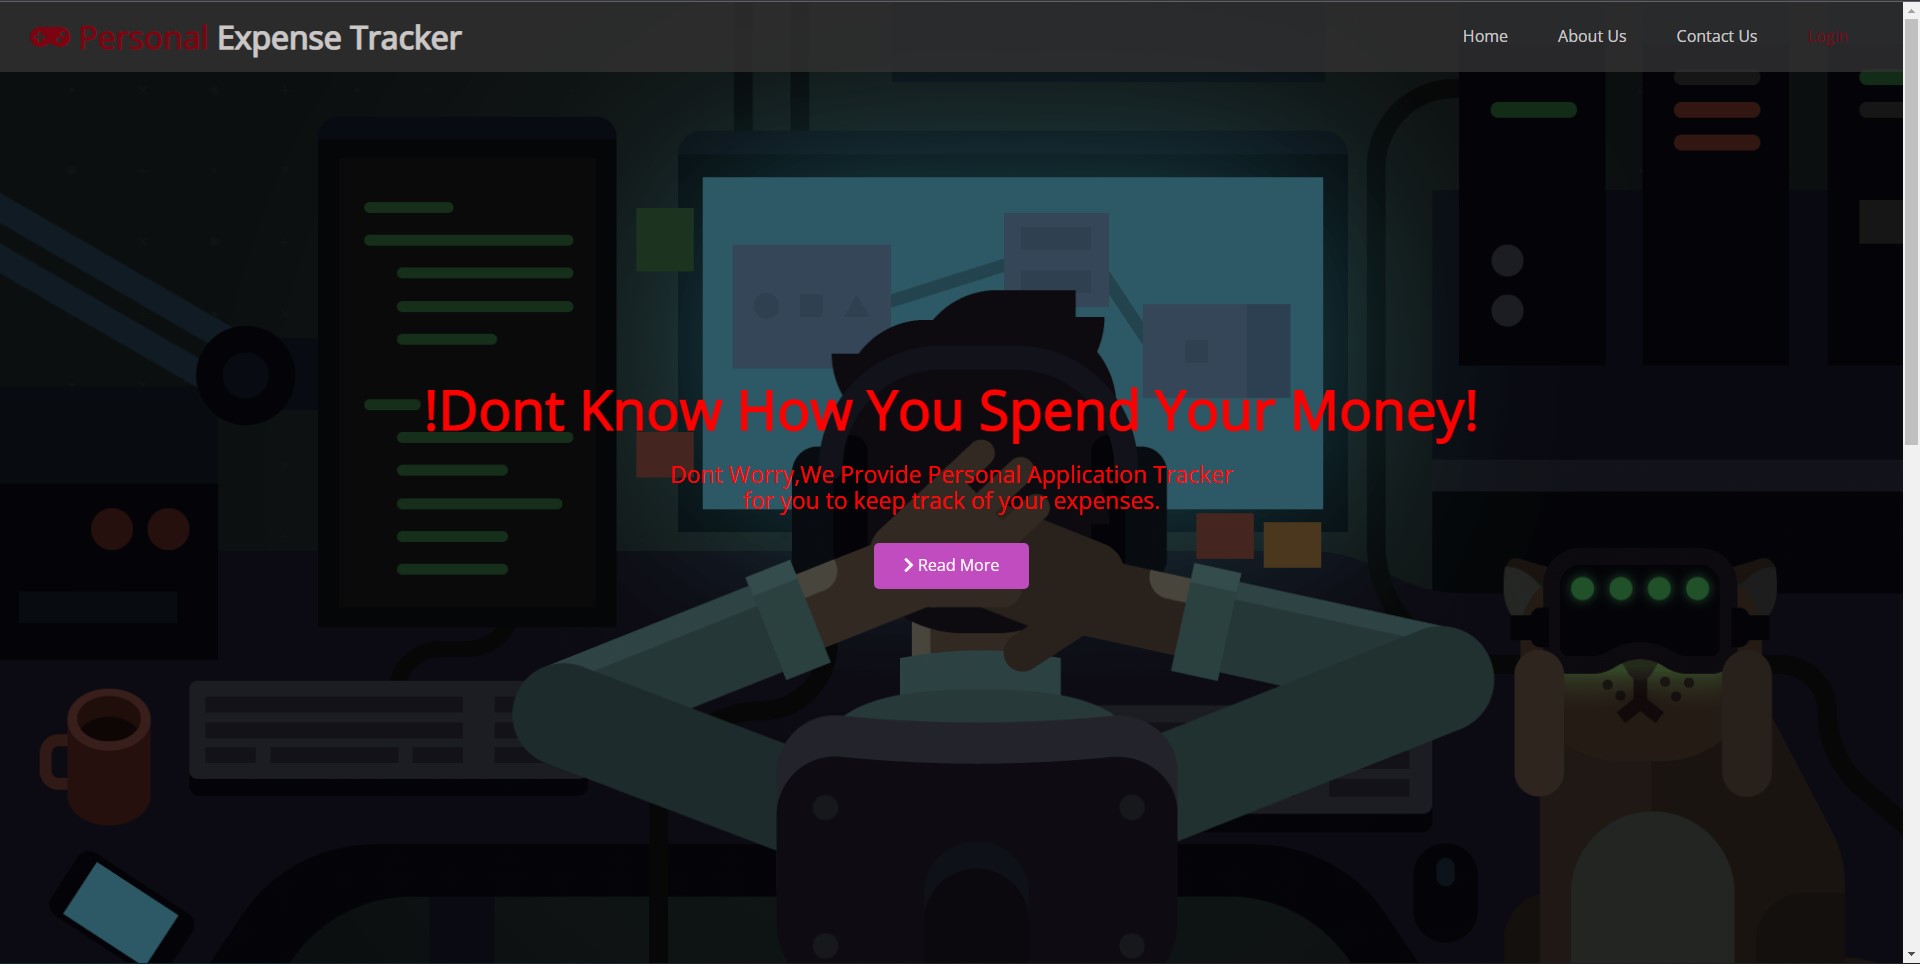 Personal Expense Tracker
Home About Us Contact Us Login
!Dont Know How You Spend Your Money!
Dont Worry,We Provide Personal Application Tracker
for you to keep track of your expenses.
Read More